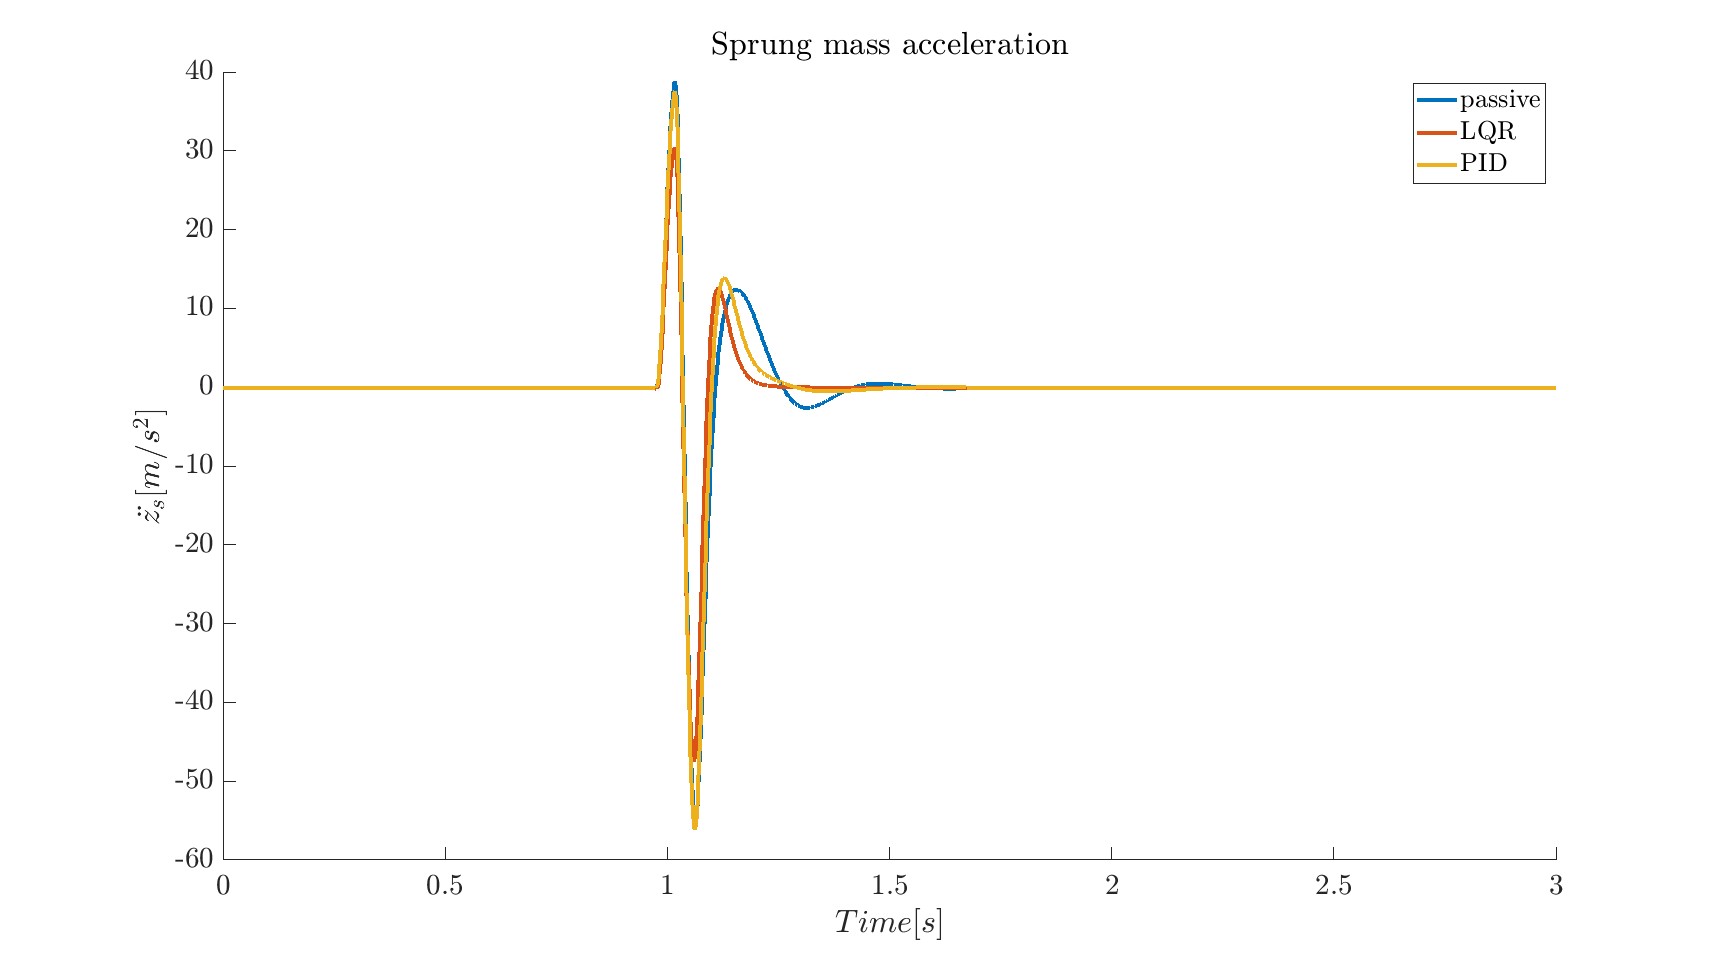 Sprung mass acceleration
passive
LQR
PID
40
30
20
10
0
-10
-20
-30
-40
-50
-60
z̈ₛ[m/s²]
0 0.5 1 1.5 2 2.5 3
Time[s]